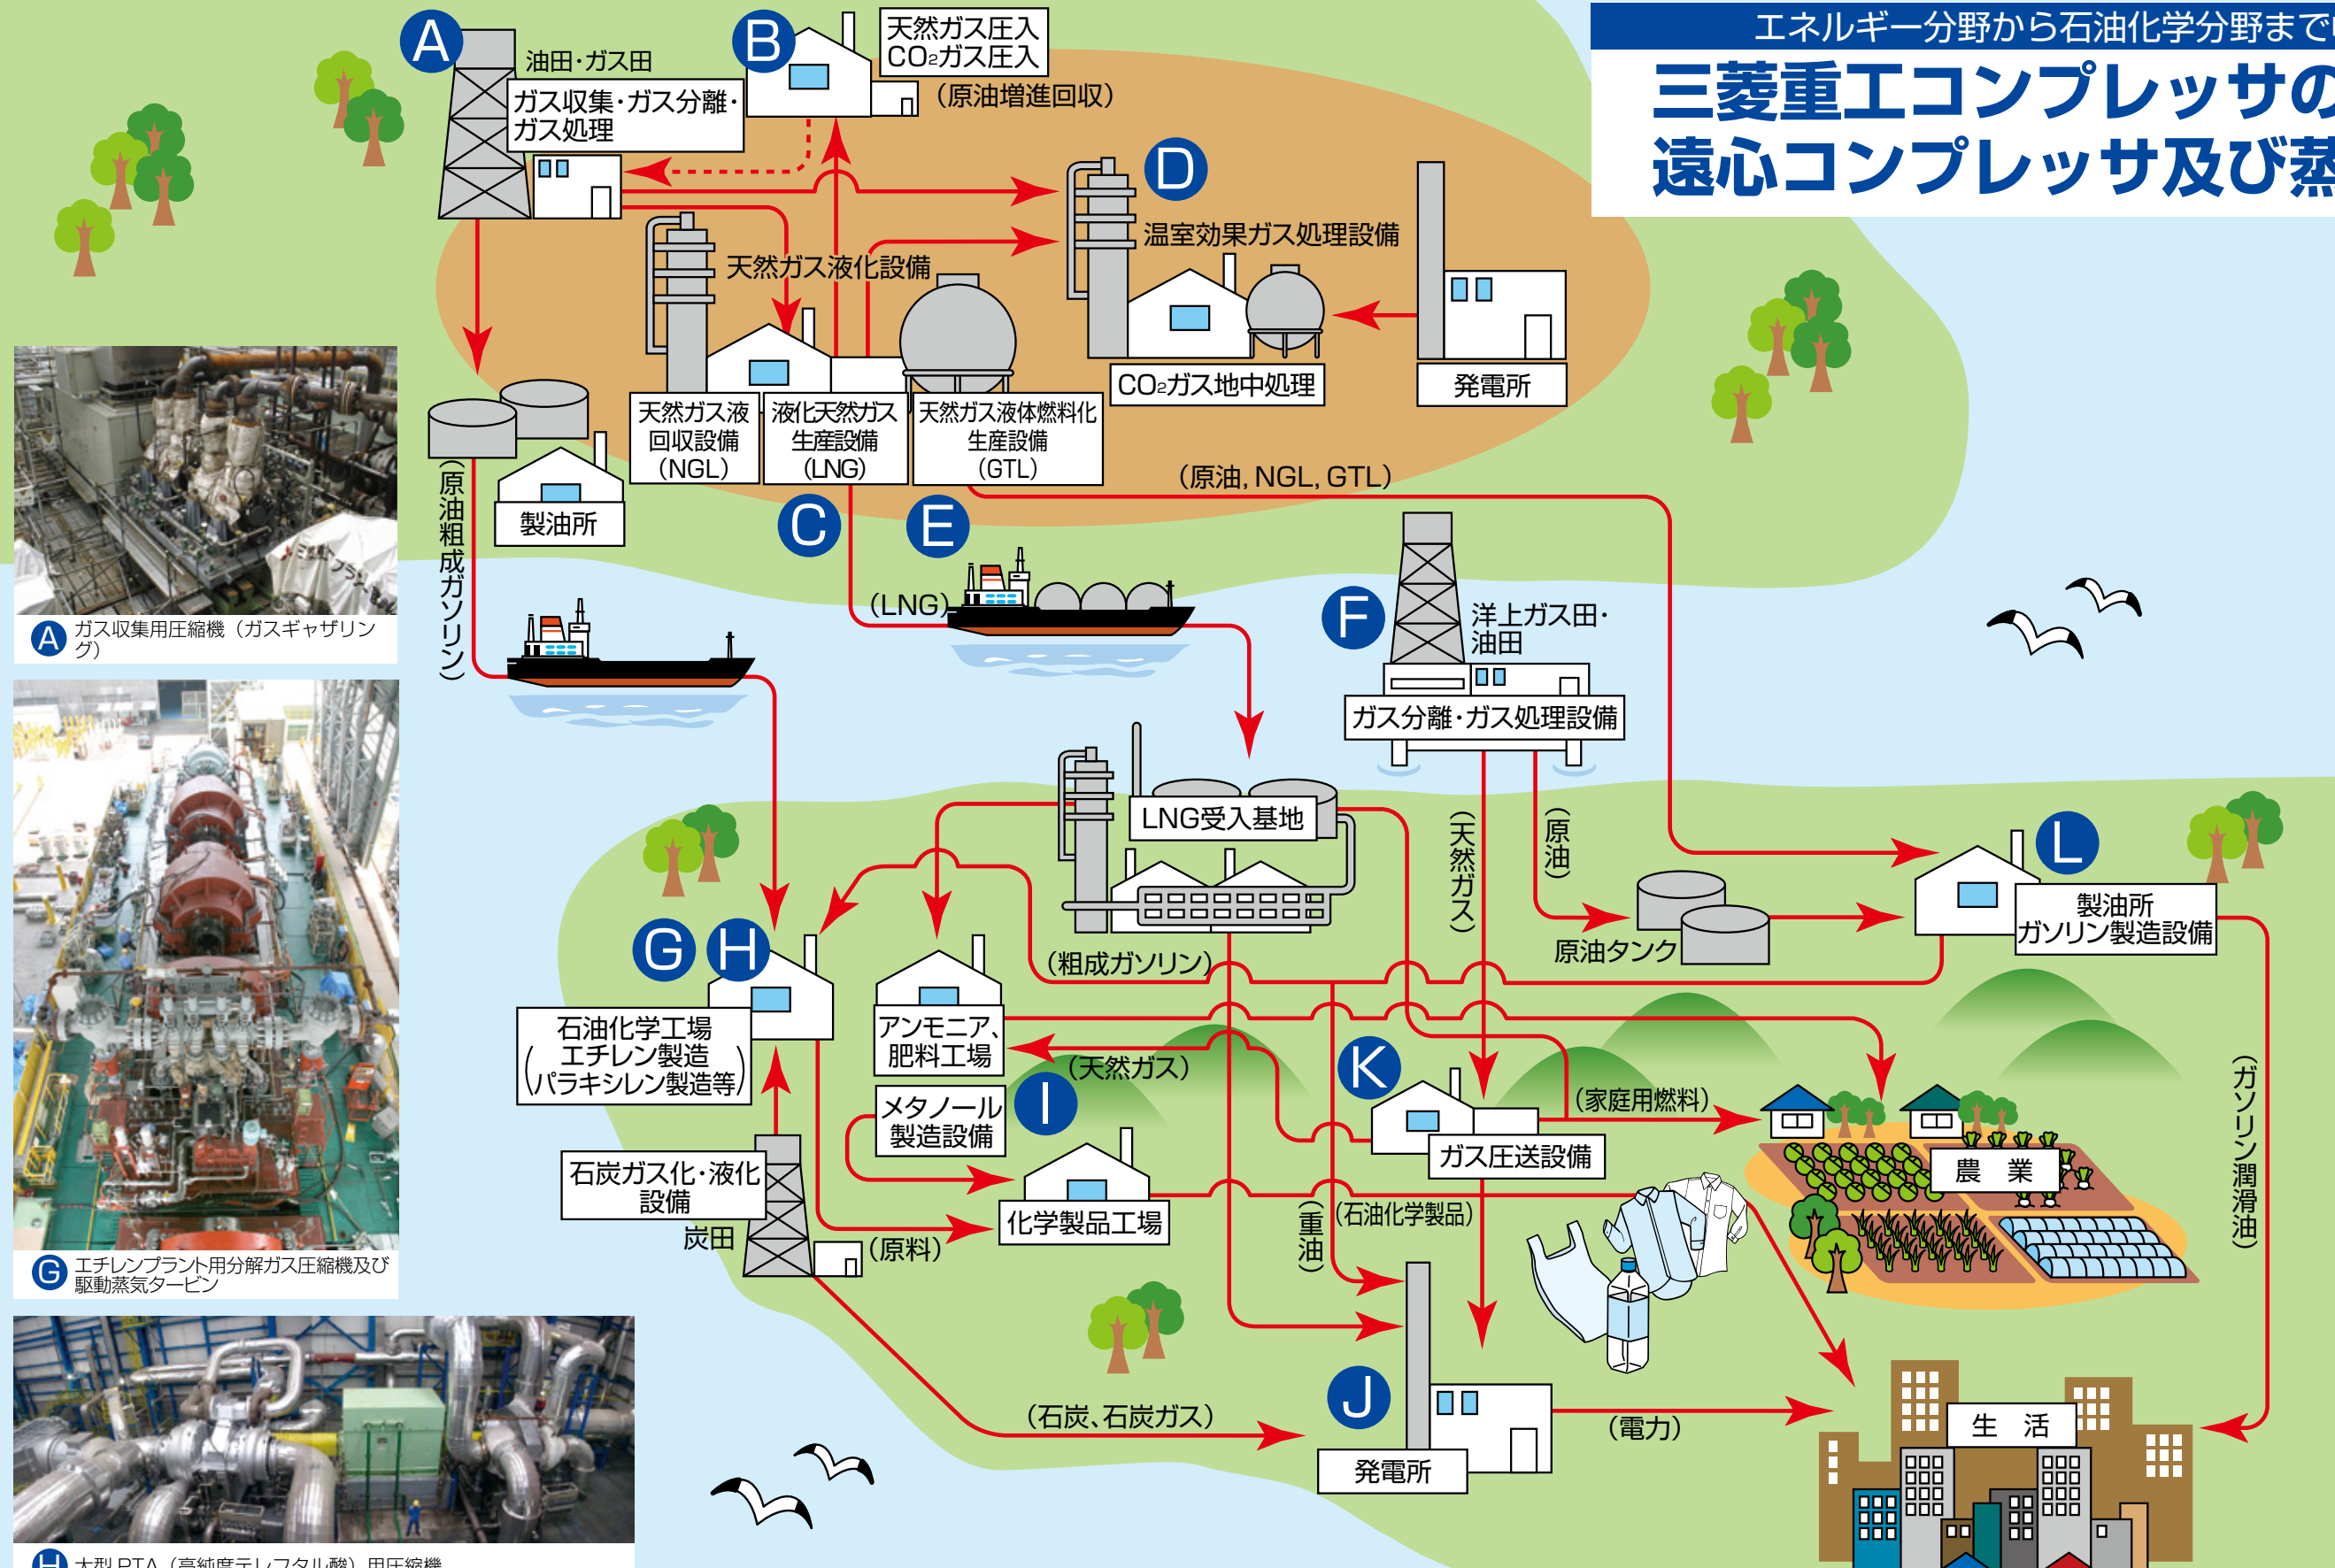 エネルギー分野から石油化学分野まで
三菱重工コンプレッサの
遠心コンプレッサ及び蒸
A
油田・ガス田
ガス収集・ガス分離・
ガス処理
B
天然ガス圧入
CO₂ガス圧入
（原油増進回収）
D
温室効果ガス処理設備
CO₂ガス地中処理
発電所
天然ガス液化設備
天然ガス液
回収設備
（NGL）
液化天然ガス
生産設備
（LNG）
天然ガス液体燃料化
生産設備
（GTL）
C
E
製油所
（原油粗成ガソリン）
（LNG）
（原油, NGL, GTL）
F
洋上ガス田・
油田
ガス分離・ガス処理設備
LNG受入基地
（天然ガス）
（原油）
原油タンク
L
製油所
ガソリン製造設備
（粗成ガソリン）
G
H
石油化学工場
（エチレン製造
パラキシレン製造等）
アンモニア、
肥料工場
（天然ガス）
I
メタノール
製造設備
K
ガス圧送設備
（家庭用燃料）
農　業
（ガソリン潤滑油）
石炭ガス化・液化
設備
炭田
（原料）
化学製品工場
（重油）
（石油化学製品）
（石炭、石炭ガス）
J
発電所
（電力）
生　活
A
ガス収集用圧縮機（ガスギャザリン
グ）
G
エチレンプラント用分解ガス圧縮機及び
駆動蒸気タービン
H
大型 PTA（高純度テレフタル酸）用圧縮機